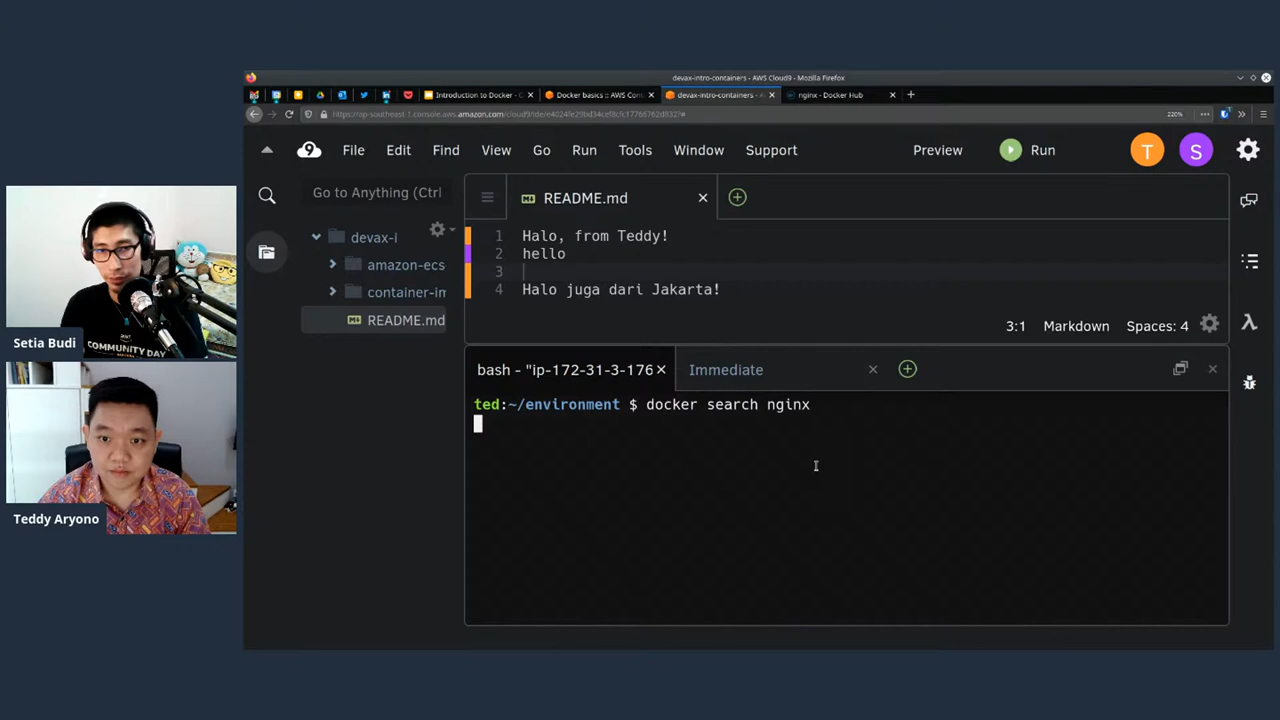 devax-intro-containers - AWS Cloud9 - Mozilla Firefox
Introduction to Docker - G
Docker basics :: AWS Con
devax-intro-containers - A
nginx - Docker Hub
220%
9
File Edit Find View Go Run Tools Window Support Preview Run T S
Go to Anything (Ctrl
README.md
devax-i
amazon-ecs
container-im
README.md
1 Halo, from Teddy!
2 hello
3
4 Halo juga dari Jakarta!
3:1 Markdown Spaces: 4
bash - "ip-172-31-3-176
Immediate
ted:~/environment $ docker search nginx
COMMUNITY DAY
Setia Budi
Teddy Aryono